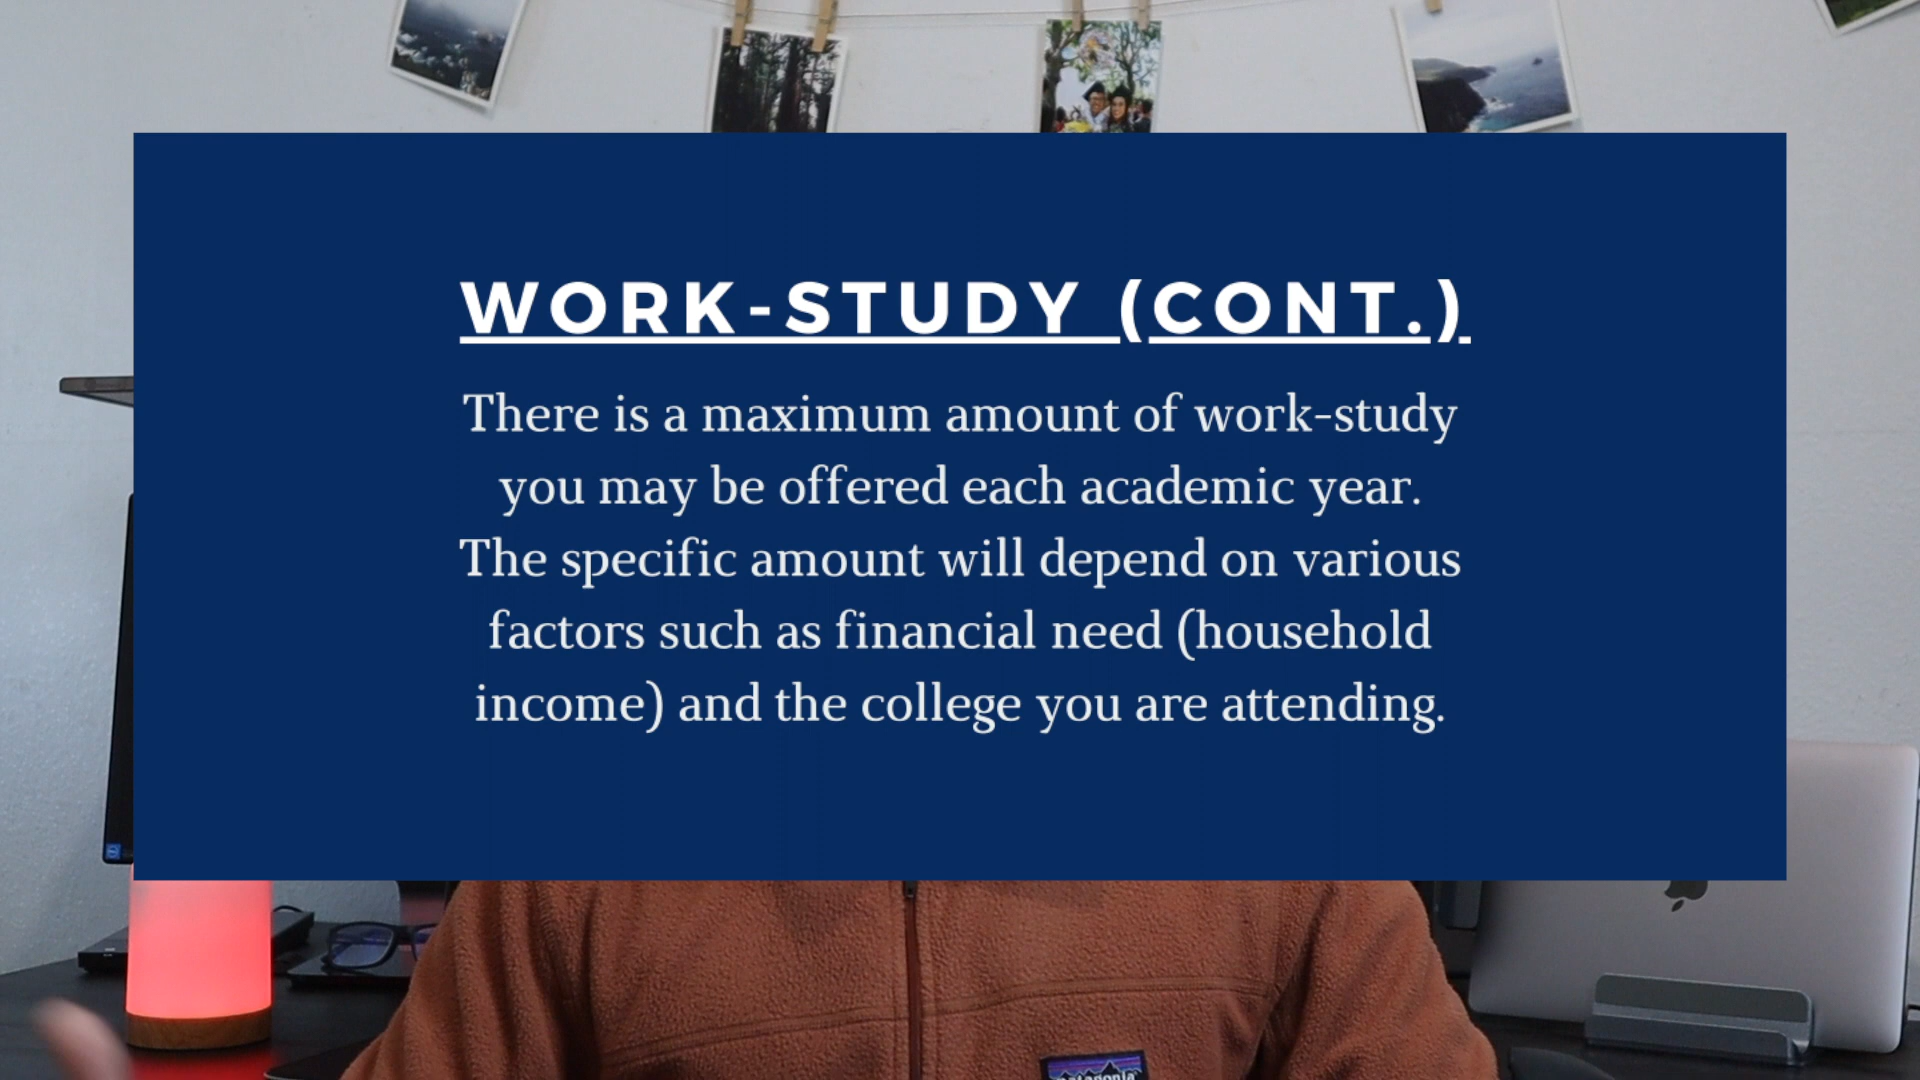 WORK-STUDY (CONT.)
There is a maximum amount of work-study
you may be offered each academic year.
The specific amount will depend on various
factors such as financial need (household
income) and the college you are attending.
patagonia